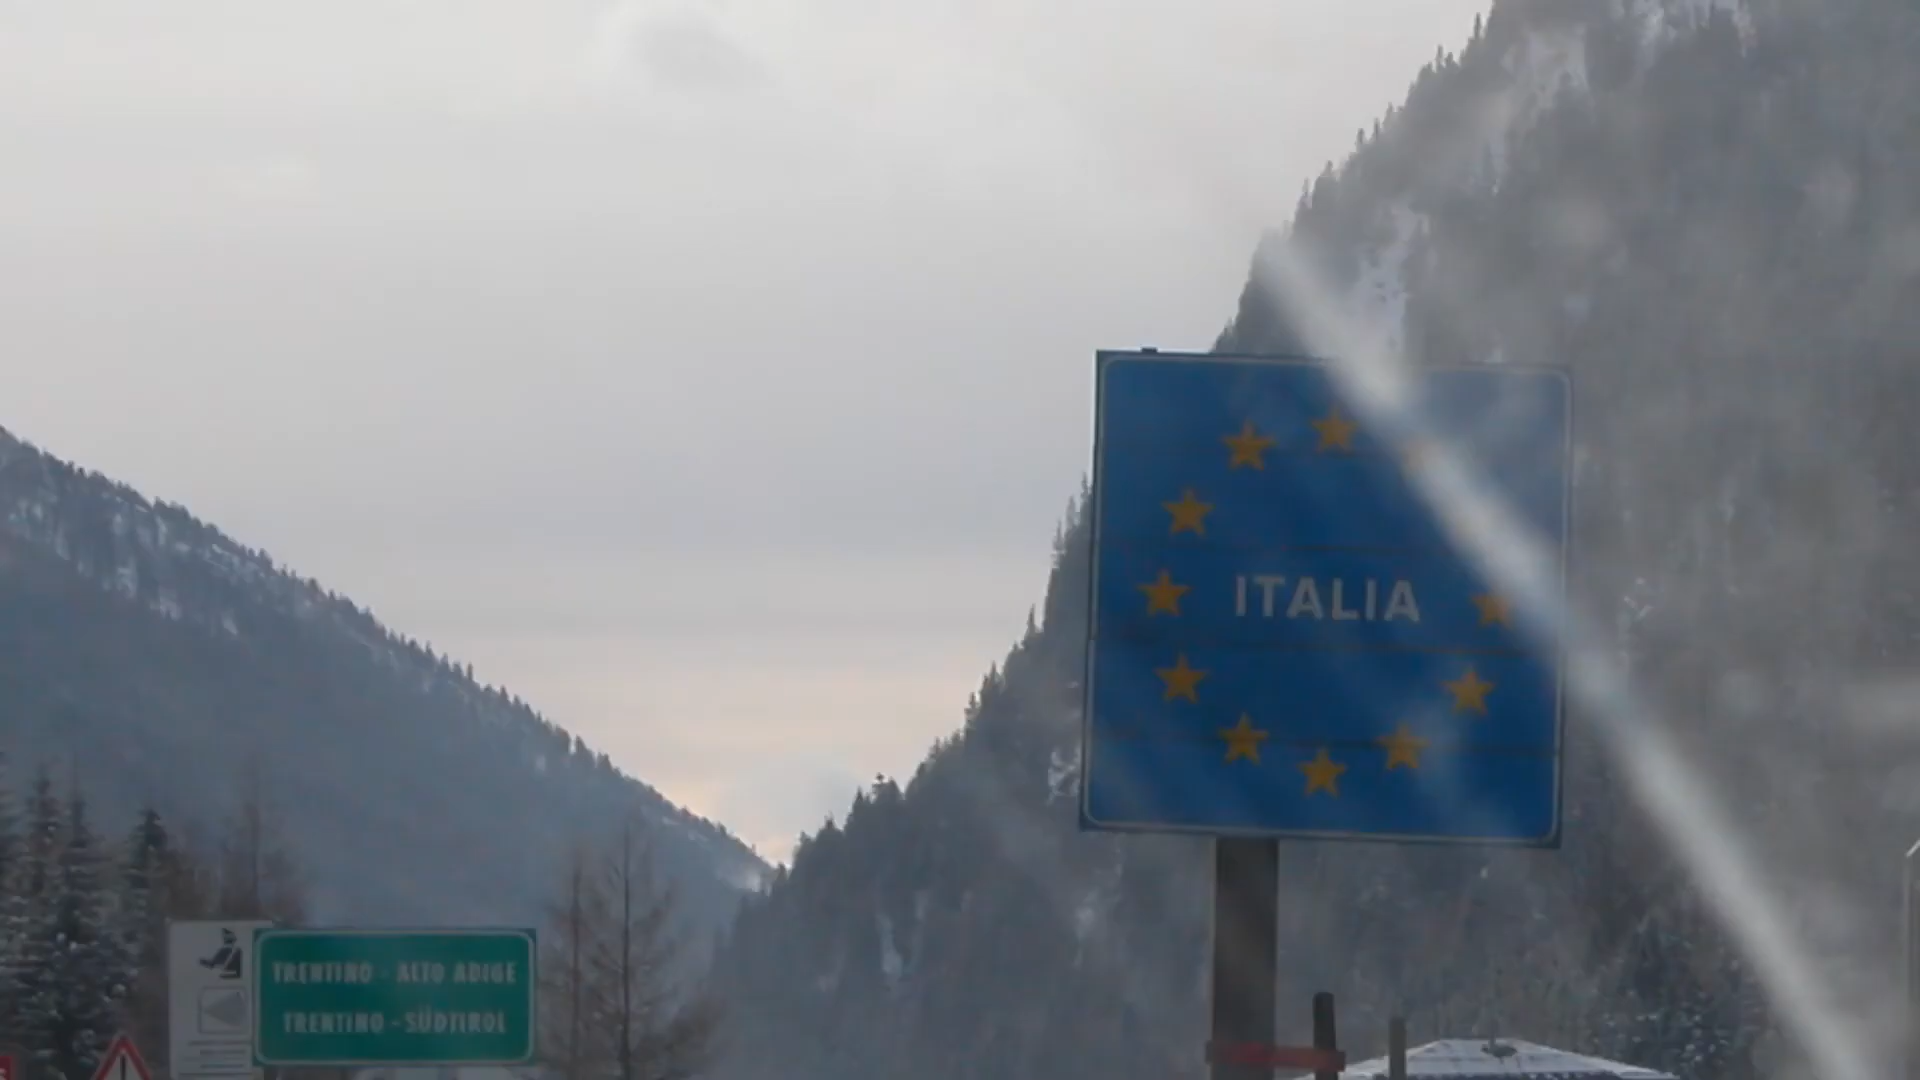 ITALIA
TRENTINO - ALTO ADIGE
TRENTINO - SÜDTIROL